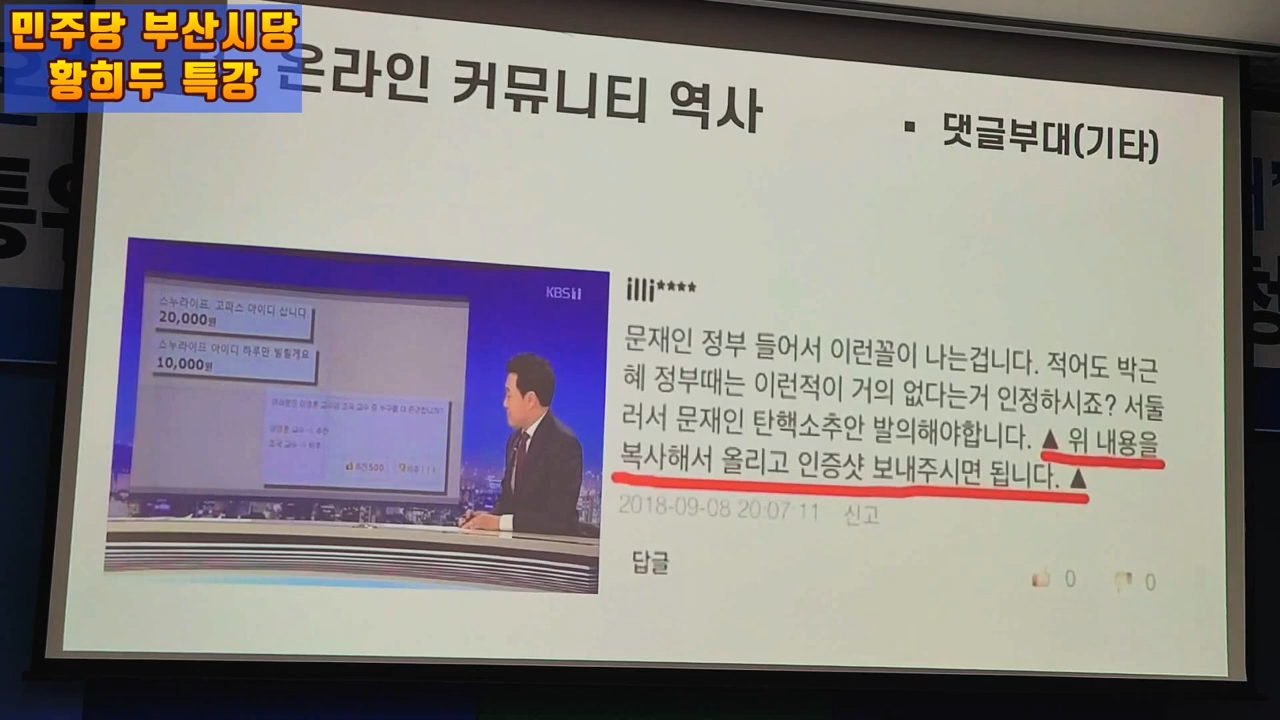 민주당 부산시당
황희두 특강
온라인 커뮤니티 역사
▪ 댓글부대(기타)
KBS1
스누라이프, 고파스 아이디 삽니다
20,000원
스누라이프 아이디 하루만 빌릴게요
10,000원
추천 500
illi****
문재인 정부 들어서 이런꼴이 나는겁니다. 적어도 박근
혜 정부때는 이런적이 거의 없다는거 인정하시죠? 서둘
러서 문재인 탄핵소추안 발의해야합니다. ▲ 위 내용을
복사해서 올리고 인증샷 보내주시면 됩니다. ▲
2018-09-08 20:07:11 신고
답글
0 0